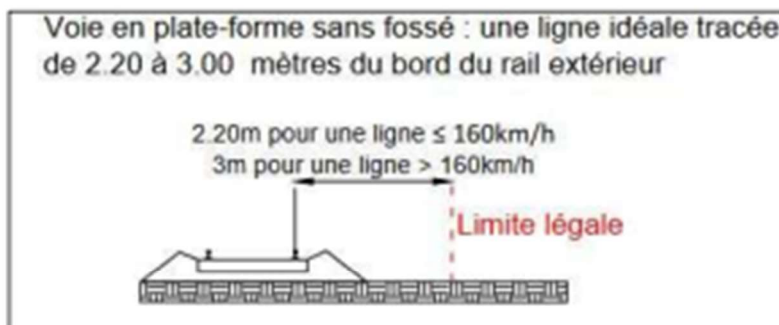 Voie en plate-forme sans fossé : une ligne idéale tracée
de 2.20 à 3.00 mètres du bord du rail extérieur
2.20m pour une ligne ≤ 160km/h
3m pour une ligne > 160km/h
Limite légale